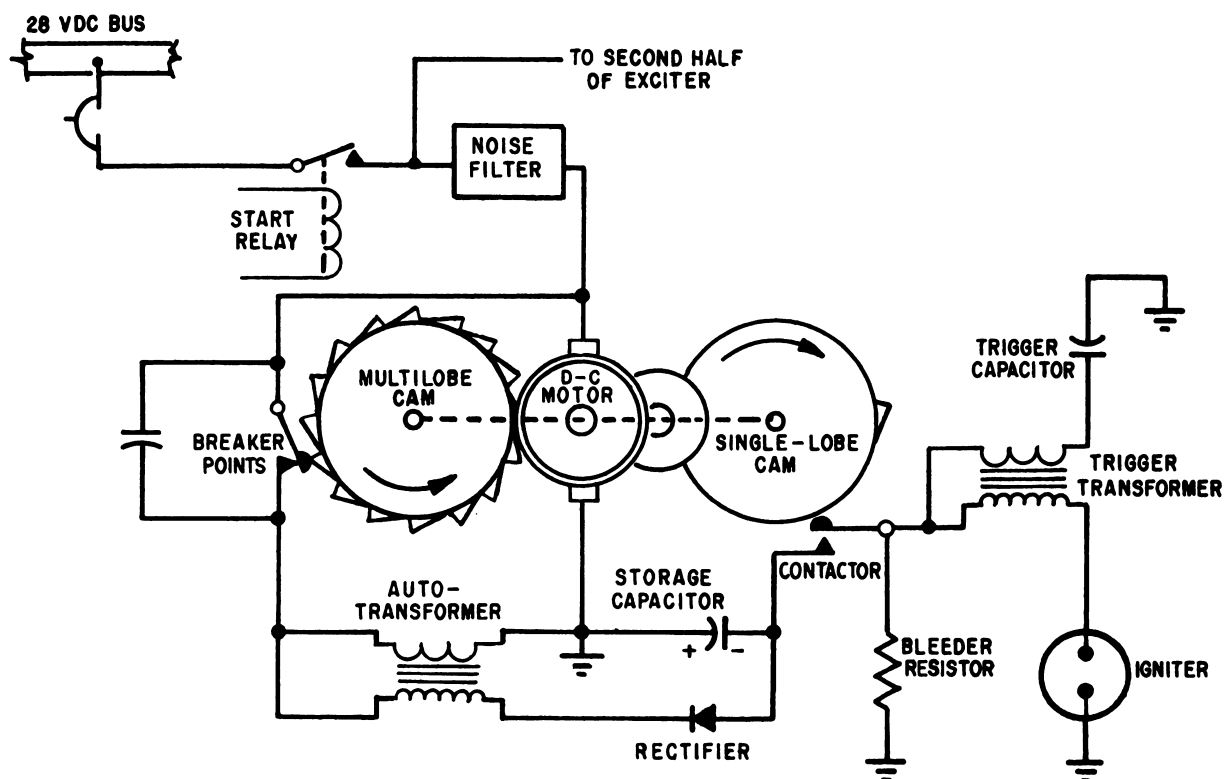 28 VDC BUS
TO SECOND HALF
OF EXCITER
NOISE
FILTER
START
RELAY
MULTILOBE
CAM
D-C
MOTOR
BREAKER
POINTS
SINGLE-LOBE
CAM
TRIGGER
CAPACITOR
TRIGGER
TRANSFORMER
CONTACTOR
AUTO-
TRANSFORMER
STORAGE
CAPACITOR
+ -
BLEEDER
RESISTOR
IGNITER
RECTIFIER